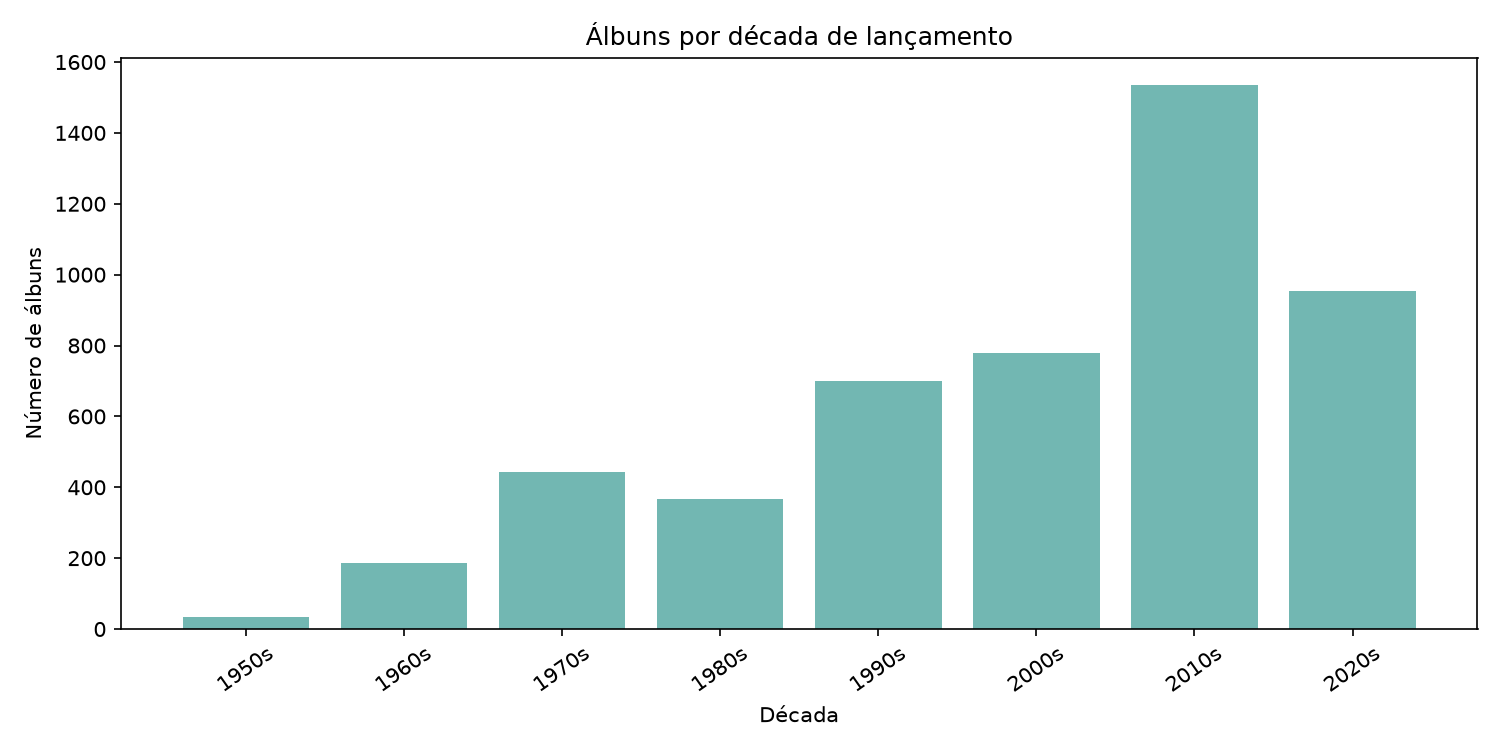 Álbuns por década de lançamento
Número de álbuns
1600
1400
1200
1000
800
600
400
200
0
1950s
1960s
1970s
1980s
1990s
2000s
2010s
2020s
Década